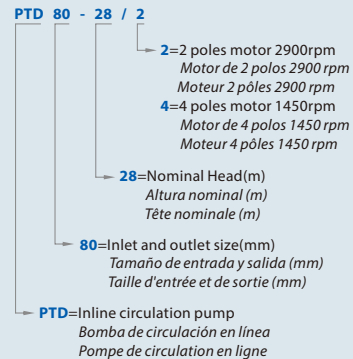 PTD 80 - 28 / 2
2=2 poles motor 2900rpm
Motor de 2 polos 2900 rpm
Moteur 2 pôles 2900 rpm
4=4 poles motor 1450rpm
Motor de 4 polos 1450 rpm
Moteur 4 pôles 1450 rpm
28=Nominal Head(m)
Altura nominal (m)
Tête nominale (m)
80=Inlet and outlet size(mm)
Tamaño de entrada y salida (mm)
Taille d'entrée et de sortie (mm)
PTD=Inline circulation pump
Bomba de circulación en línea
Pompe de circulation en ligne